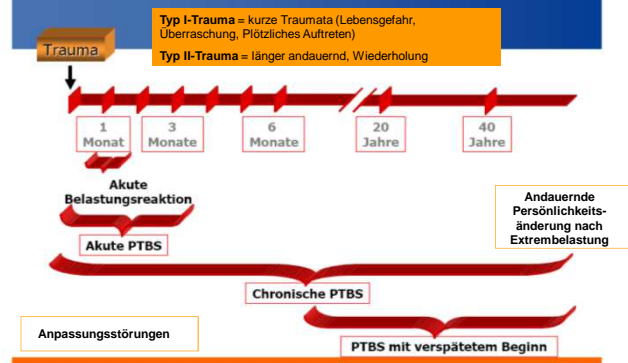 Typ I-Trauma = kurze Traumata (Lebensgefahr,
Überraschung, Plötzliches Auftreten)
Typ II-Trauma = länger andauernd, Wiederholung
Trauma
1
Monat
3
Monate
6
Monate
20
Jahre
40
Jahre
Akute
Belastungsreaktion
Andauernde
Persönlichkeits-
änderung nach
Extrembelastung
Akute PTBS
Chronische PTBS
Anpassungsstörungen
PTBS mit verspätetem Beginn